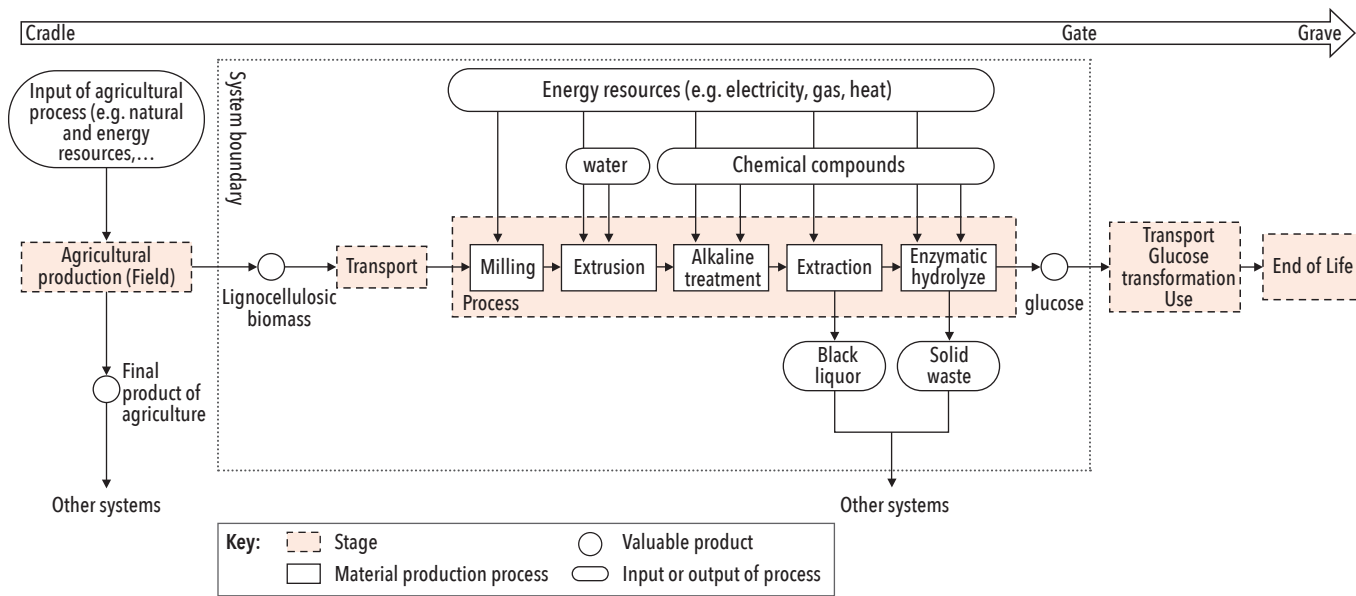 Cradle
Gate
Grave
Input of agricultural
process (e.g. natural
and energy
resources,...
System boundary
Energy resources (e.g. electricity, gas, heat)
water
Chemical compounds
Agricultural
production (Field)
Lignocellulosic
biomass
Transport
Milling
Extrusion
Alkaline
treatment
Extraction
Enzymatic
hydrolyze
Process
glucose
Transport
Glucose
transformation
Use
End of Life
Black
liquor
Solid
waste
Final
product of
agriculture
Other systems
Other systems
Key:
Stage
Valuable product
Material production process
Input or output of process